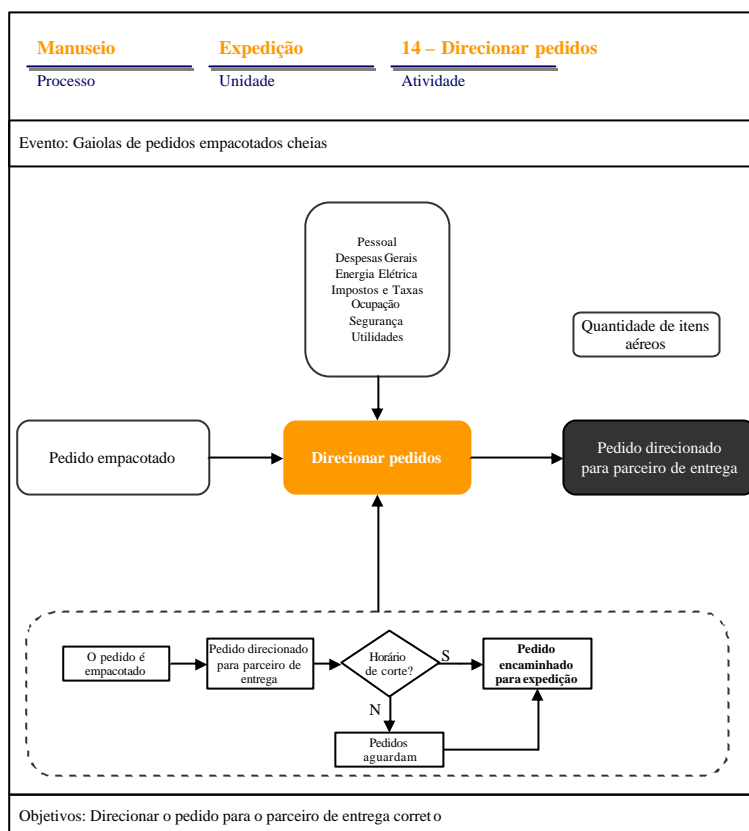 Manuseio
Processo
Expedição
Unidade
14 – Direcionar pedidos
Atividade
Evento: Gaiolas de pedidos empacotados cheias
Pessoal
Despesas Gerais
Energia Elétrica
Impostos e Taxas
Ocupação
Segurança
Utilidades
Quantidade de itens
aéreos
Pedido empacotado
Direcionar pedidos
Pedido direcionado
para parceiro de entrega
O pedido é
empacotado
Pedido direcionado
para parceiro de
entrega
Horário
de corte?
S
Pedido
encaminhado
para expedição
N
Pedidos
aguardam
Objetivos: Direcionar o pedido para o parceiro de entrega correto